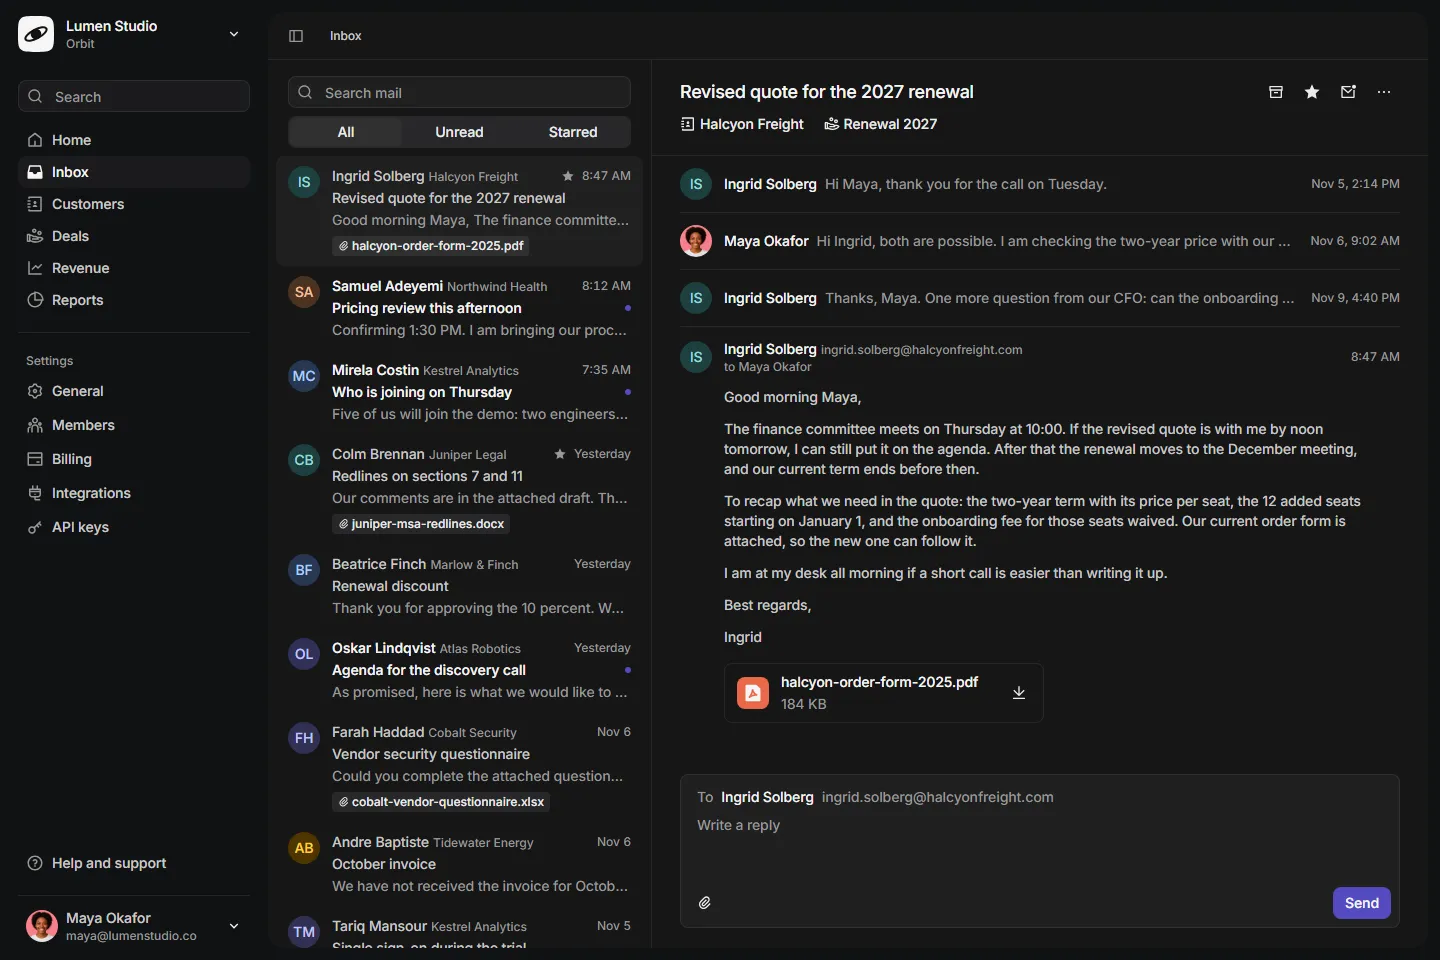 Lumen Studio
Orbit
Search
Home
Inbox
Customers
Deals
Revenue
Reports
Settings
General
Members
Billing
Integrations
API keys
Help and support
Maya Okafor
maya@lumenstudio.co
Inbox
Search mail
All Unread Starred
IS
Ingrid Solberg Halcyon Freight 8:47 AM
Revised quote for the 2027 renewal
Good morning Maya, The finance committe...
halcyon-order-form-2025.pdf
SA
Samuel Adeyemi Northwind Health 8:12 AM
Pricing review this afternoon
Confirming 1:30 PM. I am bringing our proc...
MC
Mirela Costin Kestrel Analytics 7:35 AM
Who is joining on Thursday
Five of us will join the demo: two engineers...
CB
Colm Brennan Juniper Legal Yesterday
Redlines on sections 7 and 11
Our comments are in the attached draft. Th...
juniper-msa-redlines.docx
BF
Beatrice Finch Marlow & Finch Yesterday
Renewal discount
Thank you for approving the 10 percent. W...
OL
Oskar Lindqvist Atlas Robotics Yesterday
Agenda for the discovery call
As promised, here is what we would like to ...
FH
Farah Haddad Cobalt Security Nov 6
Vendor security questionnaire
Could you complete the attached question...
cobalt-vendor-questionnaire.xlsx
AB
Andre Baptiste Tidewater Energy Nov 6
October invoice
We have not received the invoice for Octob...
TM
Tariq Mansour Kestrel Analytics Nov 5
Single sign-on during the trial
Revised quote for the 2027 renewal
Halcyon Freight Renewal 2027
IS Ingrid Solberg Hi Maya, thank you for the call on Tuesday. Nov 5, 2:14 PM
Maya Okafor Hi Ingrid, both are possible. I am checking the two-year price with our ... Nov 6, 9:02 AM
IS Ingrid Solberg Thanks, Maya. One more question from our CFO: can the onboarding ... Nov 9, 4:40 PM
IS
Ingrid Solberg ingrid.solberg@halcyonfreight.com 8:47 AM
to Maya Okafor
Good morning Maya,
The finance committee meets on Thursday at 10:00. If the revised quote is with me by noon
tomorrow, I can still put it on the agenda. After that the renewal moves to the December meeting,
and our current term ends before then.
To recap what we need in the quote: the two-year term with its price per seat, the 12 added seats
starting on January 1, and the onboarding fee for those seats waived. Our current order form is
attached, so the new one can follow it.
I am at my desk all morning if a short call is easier than writing it up.
Best regards,
Ingrid
halcyon-order-form-2025.pdf
184 KB
To Ingrid Solberg ingrid.solberg@halcyonfreight.com
Write a reply
Send